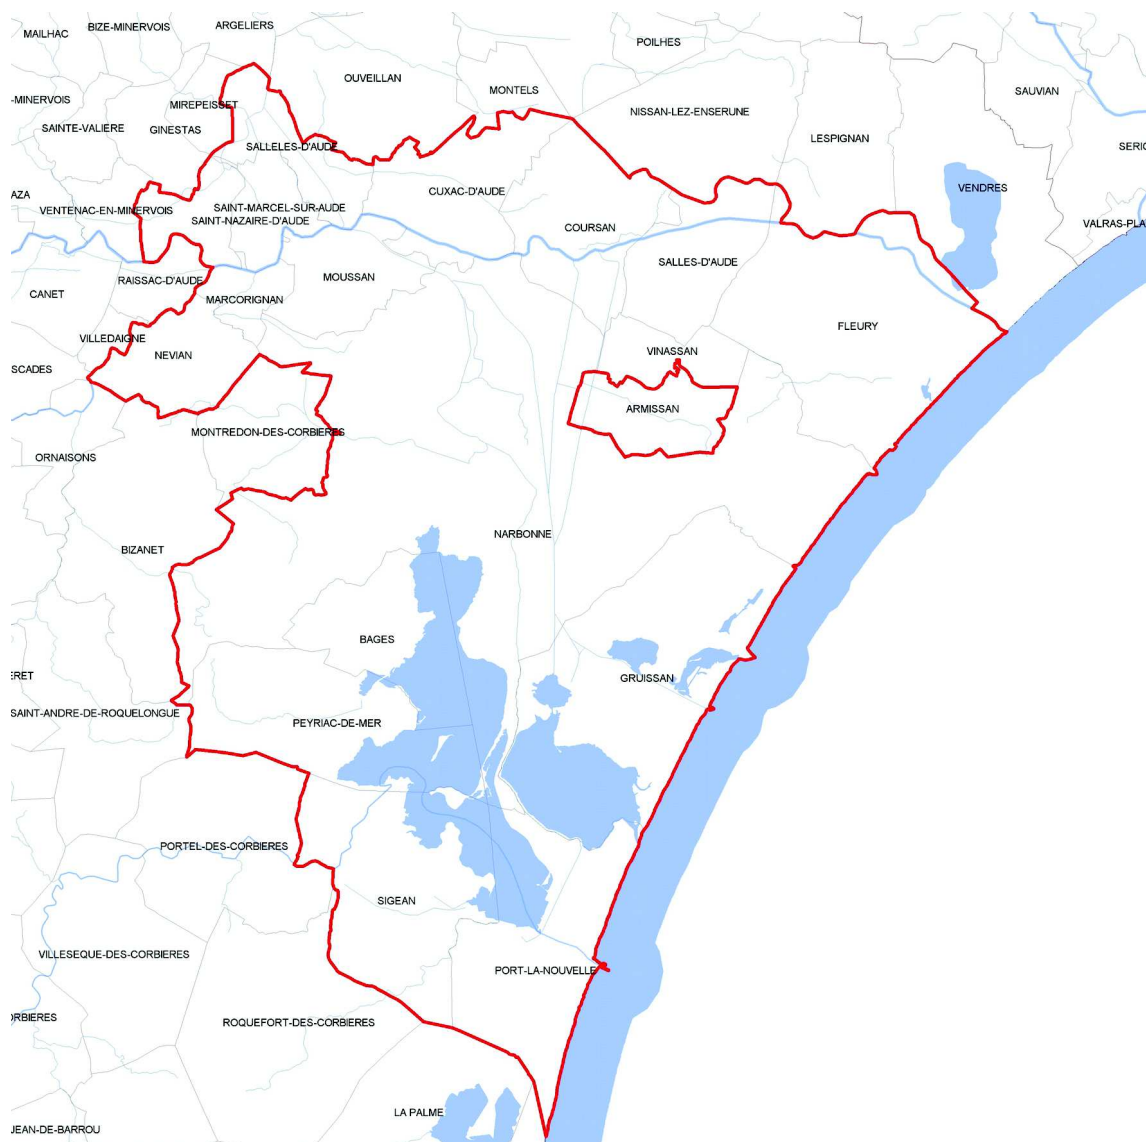 ARGELIERS
BIZE-MINERVOIS
MAILHAC
POILHES
OUVEILLAN
MONTELS
SAUVIAN
-MINERVOIS
MIREPEISSET
NISSAN-LEZ-ENSERUNE
SAINTE-VALIERE
GINESTAS
LESPIGNAN
SALLELES-D'AUDE
SERIG
VENDRES
CUXAC-D'AUDE
AZA
VENTENAC-EN-MINERVOIS
SAINT-MARCEL-SUR-AUDE
SAINT-NAZAIRE-D'AUDE
COURSAN
VALRAS-PLA
SALLES-D'AUDE
RAISSAC-D'AUDE
MOUSSAN
CANET
MARCORIGNAN
FLEURY
VILLEDAIGNE
NEVIAN
VINASSAN
SCADES
ARMISSAN
MONTREDON-DES-CORBIERES
ORNAISONS
NARBONNE
BIZANET
BAGES
ERET
GRUISSAN
SAINT-ANDRE-DE-ROQUELONGUE
PEYRIAC-DE-MER
PORTEL-DES-CORBIERES
SIGEAN
VILLESEQUE-DES-CORBIERES
PORT-LA-NOUVELLE
ORBIERES
ROQUEFORT-DES-CORBIERES
LA PALME
JEAN-DE-BARROU